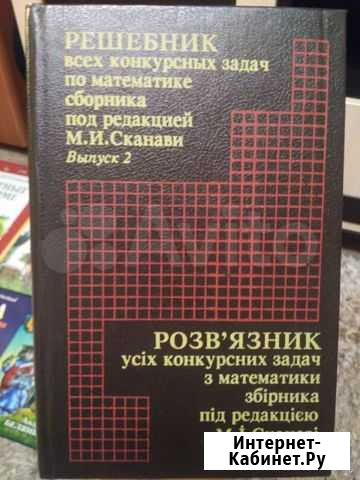 РЕШЕБНИК
всех конкурсных задач
по математике
сборника
под редакцией
М.И.Сканави
Выпуск 2
Avito
РОЗВ'ЯЗНИК
усіх конкурсних задач
з математики
збірника
під редакцією
Интернет-
Кабинет.Ру